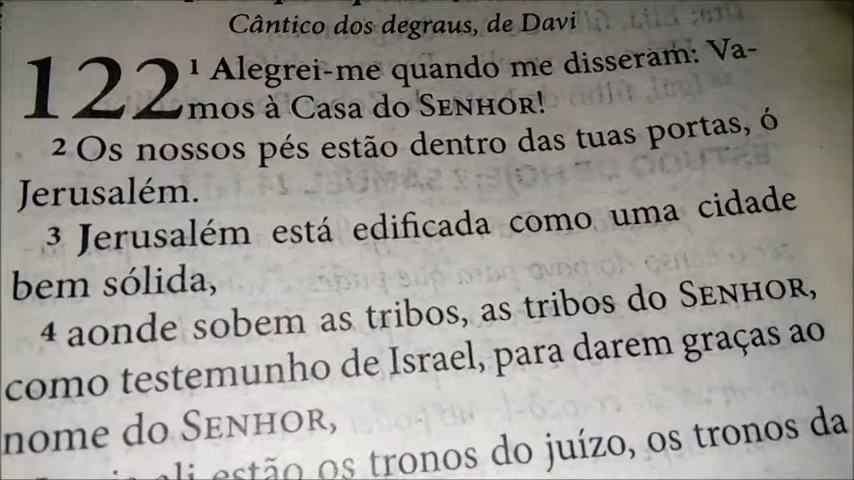 Cântico dos degraus, de Davi
122 1 Alegrei-me quando me disseram: Va-
mos à Casa do SENHOR!
2 Os nossos pés estão dentro das tuas portas, ó
Jerusalém.
3 Jerusalém está edificada como uma cidade
bem sólida,
4 aonde sobem as tribos, as tribos do SENHOR,
como testemunho de Israel, para darem graças ao
nome do SENHOR,
ali estão os tronos do juízo, os tronos da